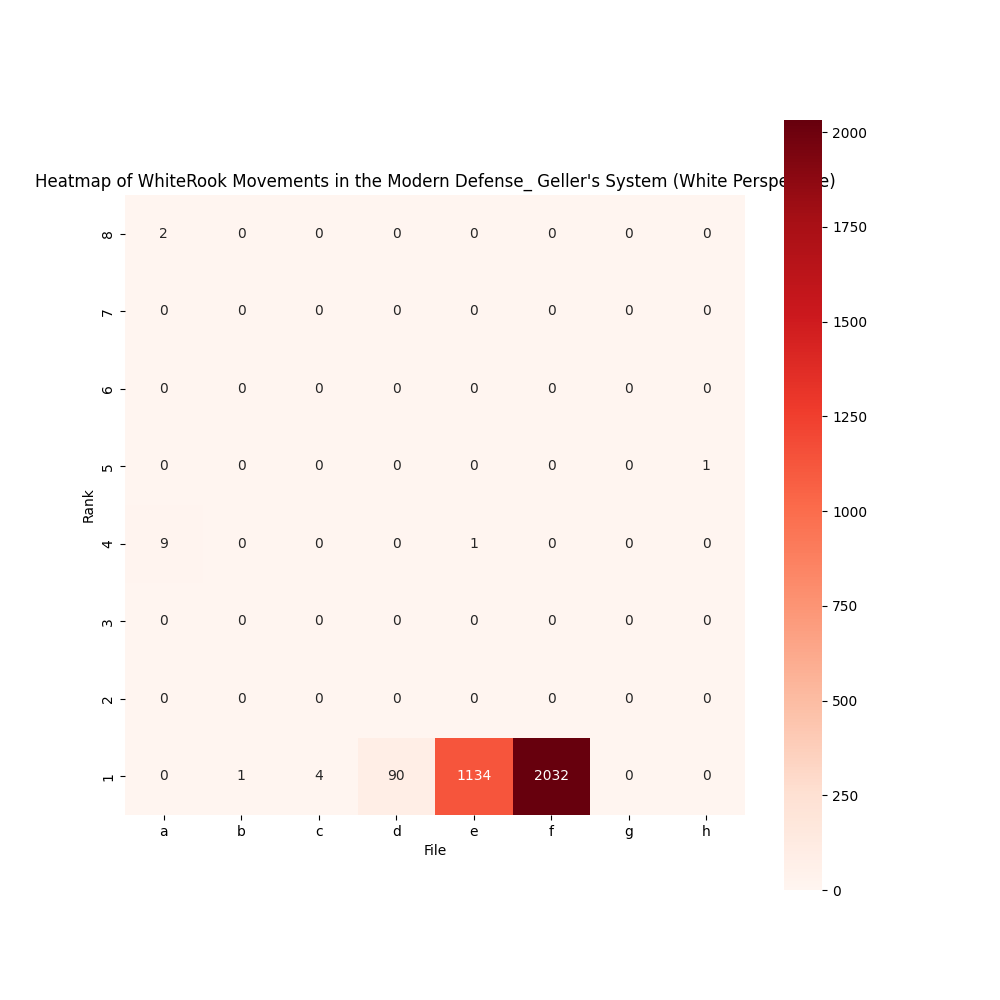 Heatmap of WhiteRook Movements in the Modern Defense_ Geller's System (White Perspe e)
2000
1750
1500
1250
1000
750
500
250
0
Rank
8 2 0 0 0 0 0 0 0
7 0 0 0 0 0 0 0 0
6 0 0 0 0 0 0 0 0
5 0 0 0 0 0 0 0 1
4 9 0 0 0 1 0 0 0
3 0 0 0 0 0 0 0 0
2 0 0 0 0 0 0 0 0
1 0 1 4 90 1134 2032 0 0
a b c d e f g h
File